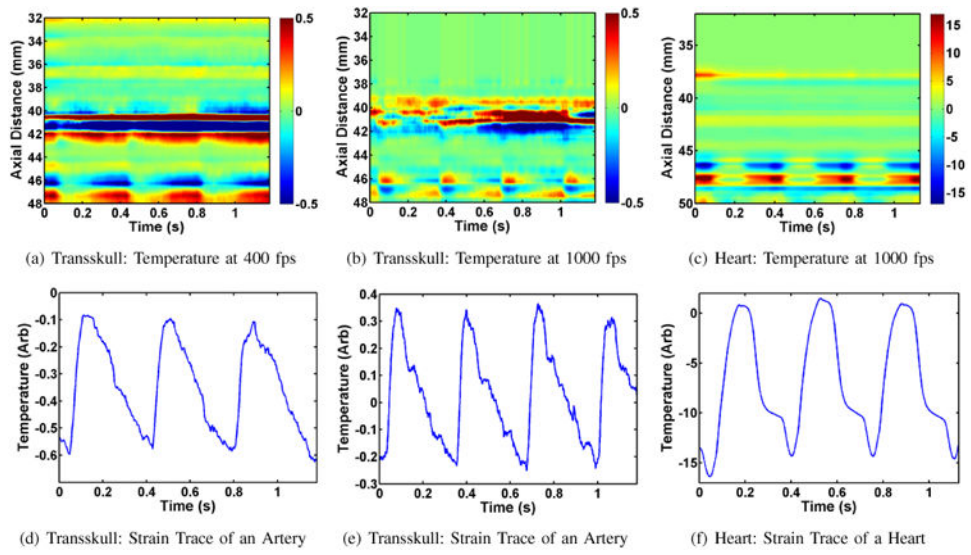 32
34
36
38
40
42
44
46
48
Axial Distance (mm)
0 0.2 0.4 0.6 0.8 1
Time (s)
0.5
0
-0.5
(a) Transskull: Temperature at 400 fps
32
34
36
38
40
42
44
46
48
Axial Distance (mm)
0 0.2 0.4 0.6 0.8 1
Time (s)
0.5
0
-0.5
(b) Transskull: Temperature at 1000 fps
35
40
45
50
Axial Distance (mm)
0 0.2 0.4 0.6 0.8 1
Time (s)
15
10
5
0
-5
-10
-15
(c) Heart: Temperature at 1000 fps
0
-0.1
-0.2
-0.3
-0.4
-0.5
-0.6
Temperature (Arb)
0 0.2 0.4 0.6 0.8 1
Time (s)
(d) Transskull: Strain Trace of an Artery
0.4
0.3
0.2
0.1
0
-0.1
-0.2
-0.3
Temperature (Arb)
0 0.2 0.4 0.6 0.8 1
Time (s)
(e) Transskull: Strain Trace of an Artery
0
-5
-10
-15
Temperature (Arb)
0 0.2 0.4 0.6 0.8 1
Time (s)
(f) Heart: Strain Trace of a Heart